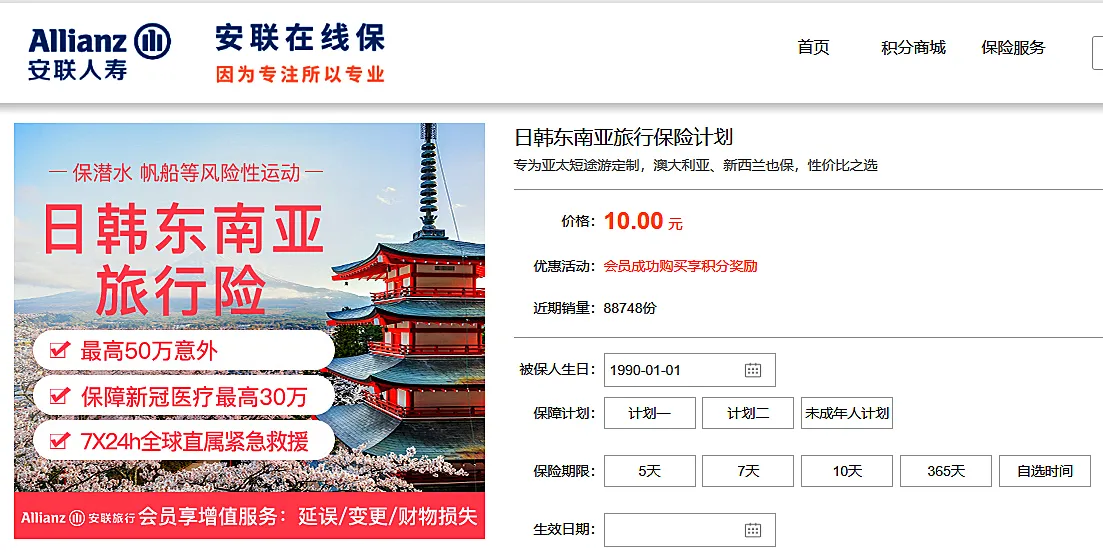 Allianz
安联人寿
安联在线保
因为专注所以专业
首页
积分商城
保险服务
保潜水 帆船等风险性运动
日韩东南亚
旅行险
最高50万意外
保障新冠医疗最高30万
7X24h全球直属紧急救援
Allianz 安联旅行 会员享增值服务：延误/变更/财物损失
日韩东南亚旅行保险计划
专为亚太短途游定制，澳大利亚、新西兰也保，性价比之选
价格： 10.00 元
优惠活动： 会员成功购买享积分奖励
近期销量： 88748份
被保人生日： 1990-01-01
保障计划： 计划一 计划二 未成年人计划
保险期限： 5天 7天 10天 365天 自选时间
生效日期：